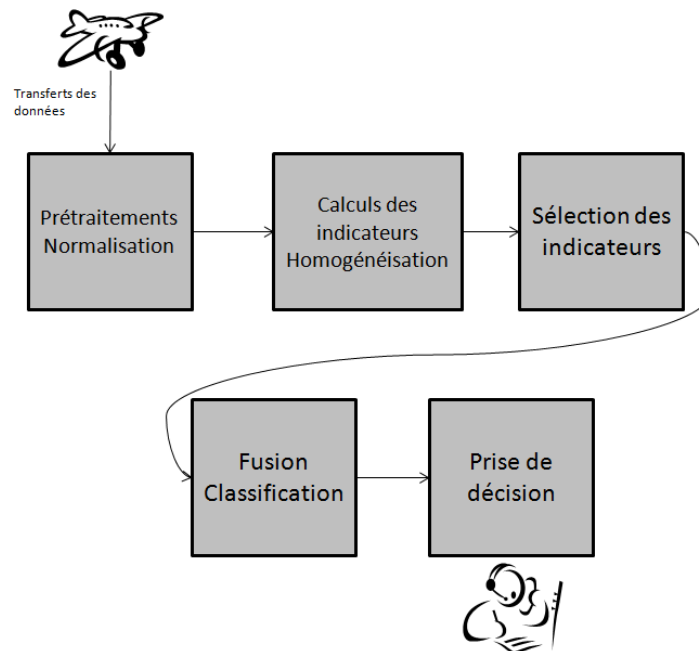 Transferts des
données
Prétraitements
Normalisation
Calculs des
indicateurs
Homogénéisation
Sélection des
indicateurs
Fusion
Classification
Prise de
décision